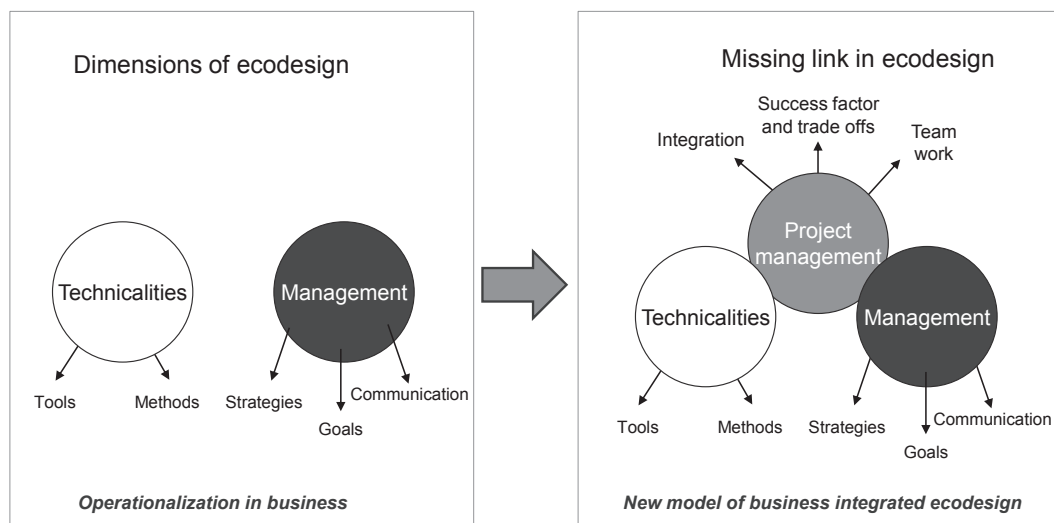 Dimensions of ecodesign
Technicalities
Management
Tools
Methods
Strategies
Communication
Goals
Operationalization in business
Missing link in ecodesign
Success factor
and trade offs
Integration
Team
work
Project
management
Technicalities
Management
Tools
Methods
Strategies
Communication
Goals
New model of business integrated ecodesign